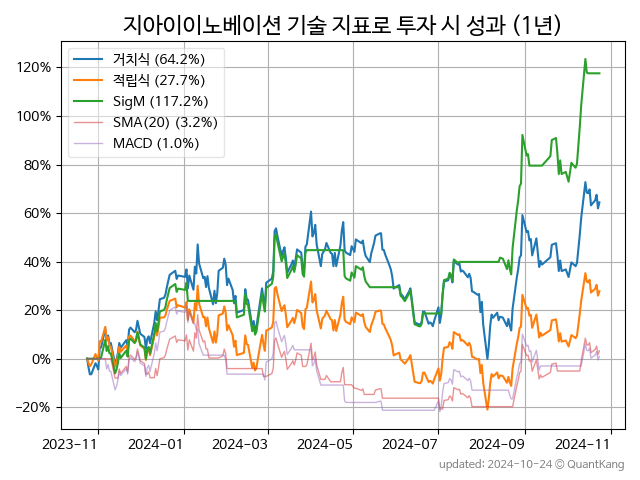 지아이이노베이션 기술 지표로 투자 시 성과 (1년)
거치식 (64.2%)
적립식 (27.7%)
SigM (117.2%)
SMA(20) (3.2%)
MACD (1.0%)
120%
100%
80%
60%
40%
20%
0%
−20%
2023-11 2024-01 2024-03 2024-05 2024-07 2024-09 2024-11
updated: 2024-10-24 © QuantKang